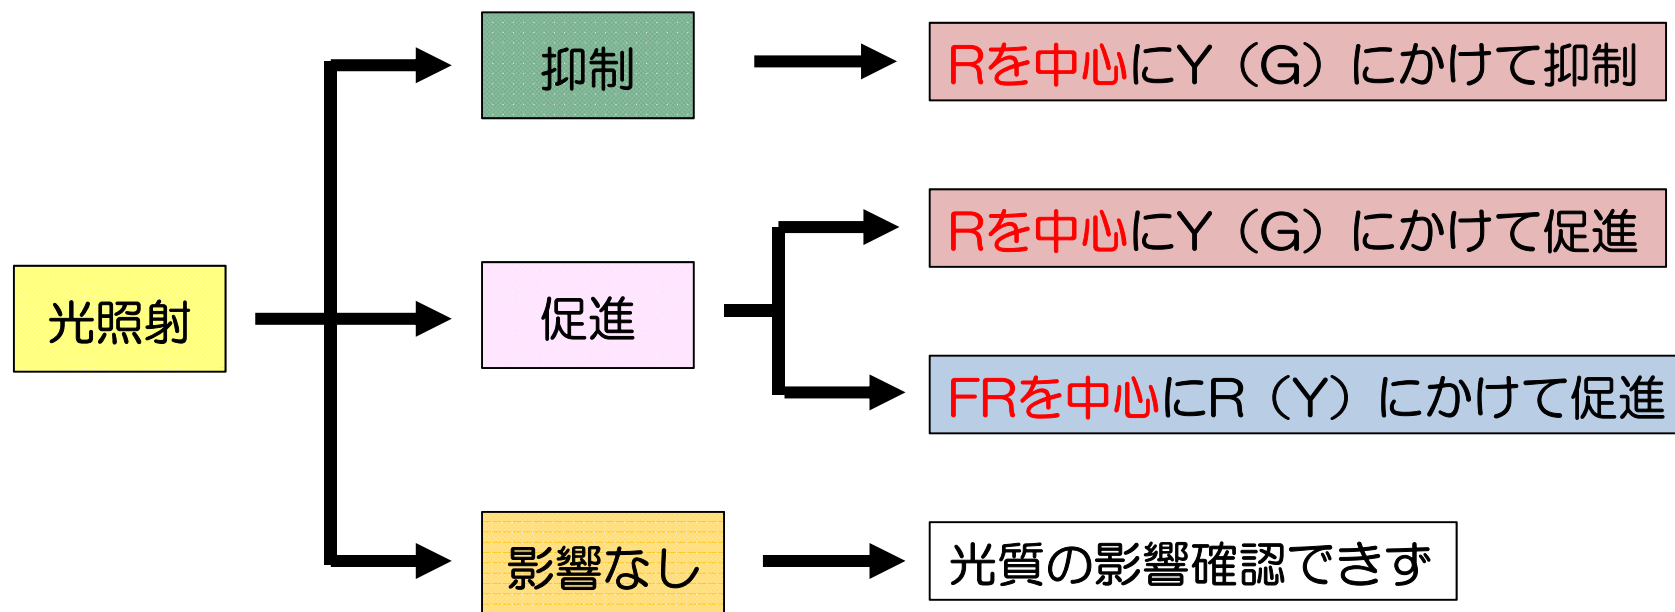 抑制
Rを中心にY（G）にかけて抑制
Rを中心にY（G）にかけて促進
光照射
促進
FRを中心にR（Y）にかけて促進
影響なし
光質の影響確認できず